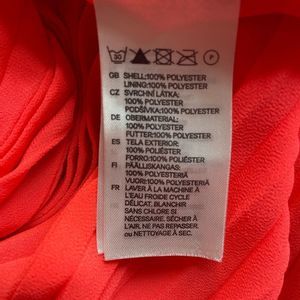 30
P
GB SHELL:100% POLYESTER
LINING:100% POLYESTER
CZ SVRCHNÍ LÁTKA:
100% POLYESTER
PODŠÍVKA:100% POLYESTER
DE OBERMATERIAL:
100% POLYESTER
FUTTER:100% POLYESTER
ES TELA EXTERIOR:
100% POLIÉSTER
FORRO:100% POLIÉSTER
FI PÄÄLLISKANGAS:
100% POLYESTERIÄ
VUORI:100% POLYESTERIÄ
FR LAVER À LA MACHINE À
L'EAU FROIDE CYCLE
DÉLICAT, BLANCHIR
SANS CHLORE SI
NÉCESSAIRE, SÉCHER À
L'AIR, NE PAS REPASSER,
ou NETTOYAGE À SEC.